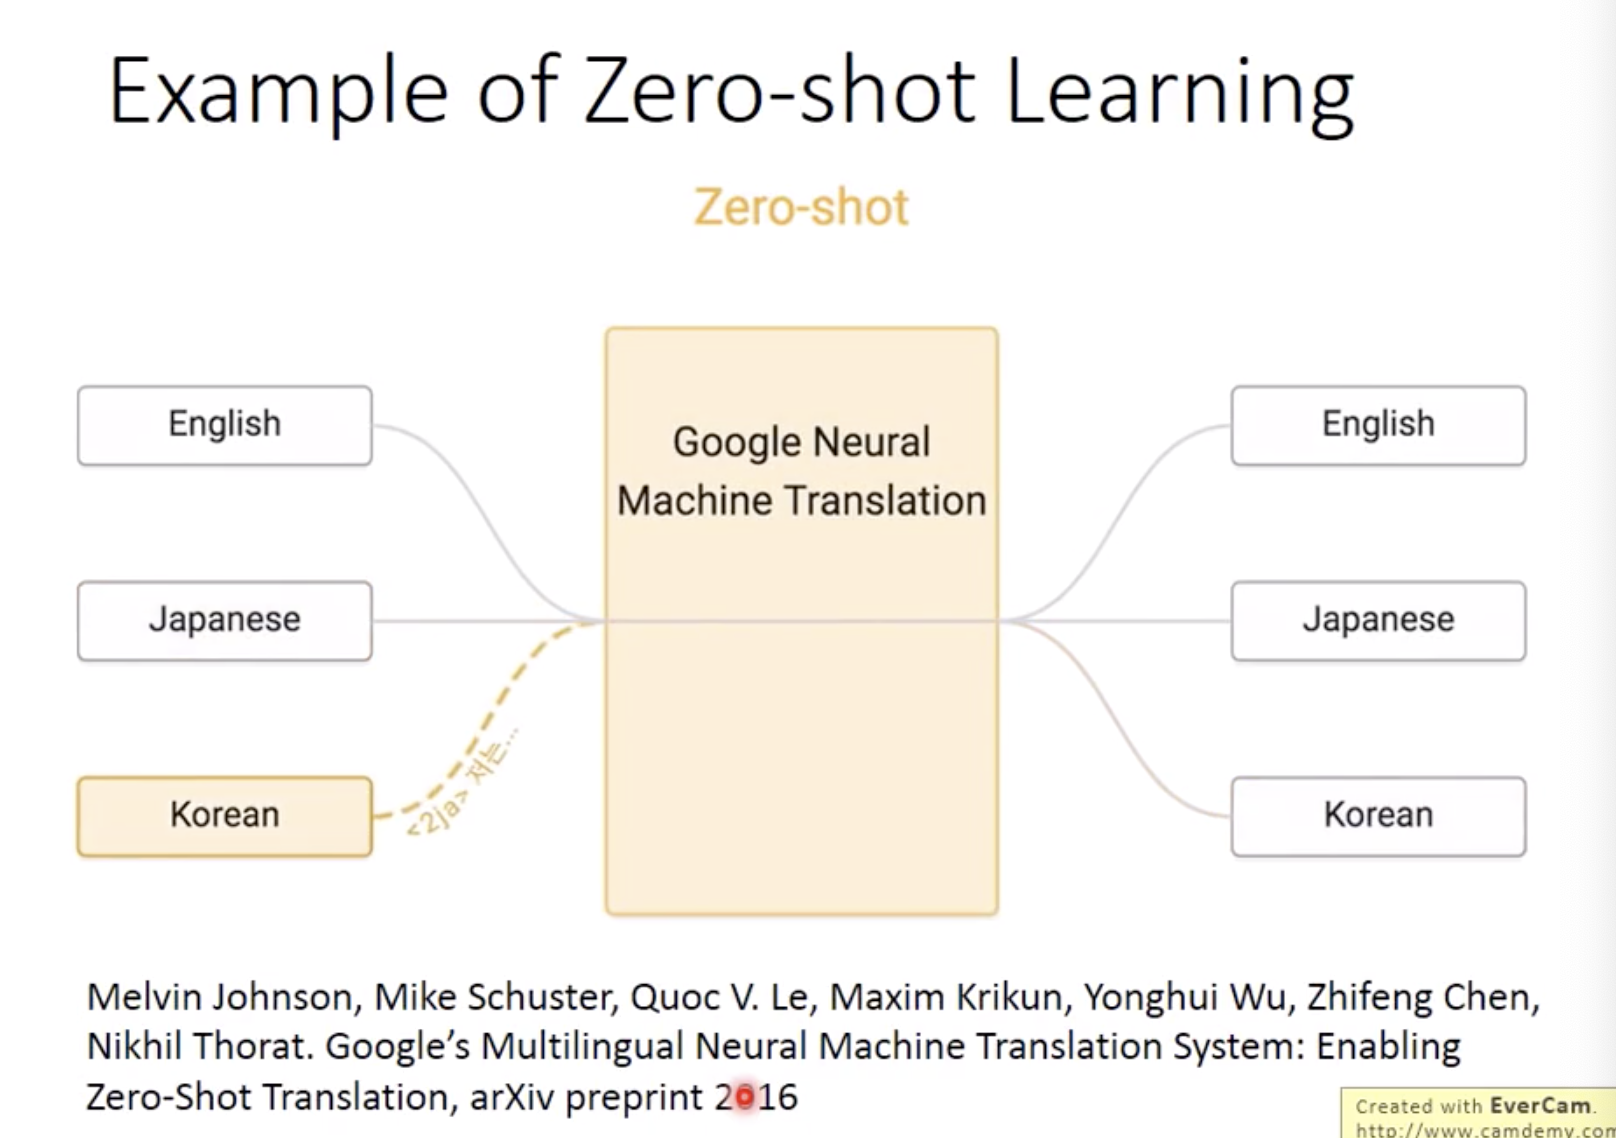 Example of Zero-shot Learning
Zero-shot
English
Japanese
Korean
<2ja> 저는...
Google Neural
Machine Translation
English
Japanese
Korean
Melvin Johnson, Mike Schuster, Quoc V. Le, Maxim Krikun, Yonghui Wu, Zhifeng Chen,
Nikhil Thorat. Google’s Multilingual Neural Machine Translation System: Enabling
Zero-Shot Translation, arXiv preprint 2016
Created with EverCam.
http://www.camdemy.com